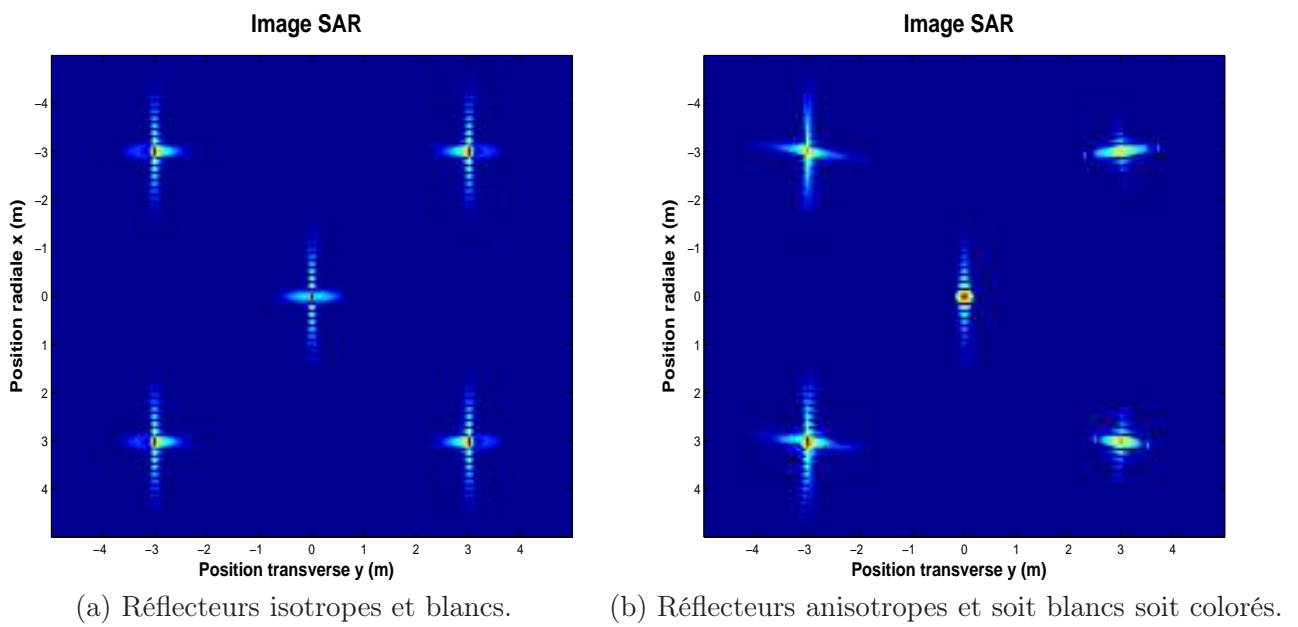 Image SAR
Image SAR
−4
−3
−2
−1
0
1
2
3
4
Position radiale x (m)
−4 −3 −2 −1 0 1 2 3 4
Position transverse y (m)
−4
−3
−2
−1
0
1
2
3
4
Position radiale x (m)
−4 −3 −2 −1 0 1 2 3 4
Position transverse y (m)
(a) Réflecteurs isotropes et blancs.
(b) Réflecteurs anisotropes et soit blancs soit colorés.